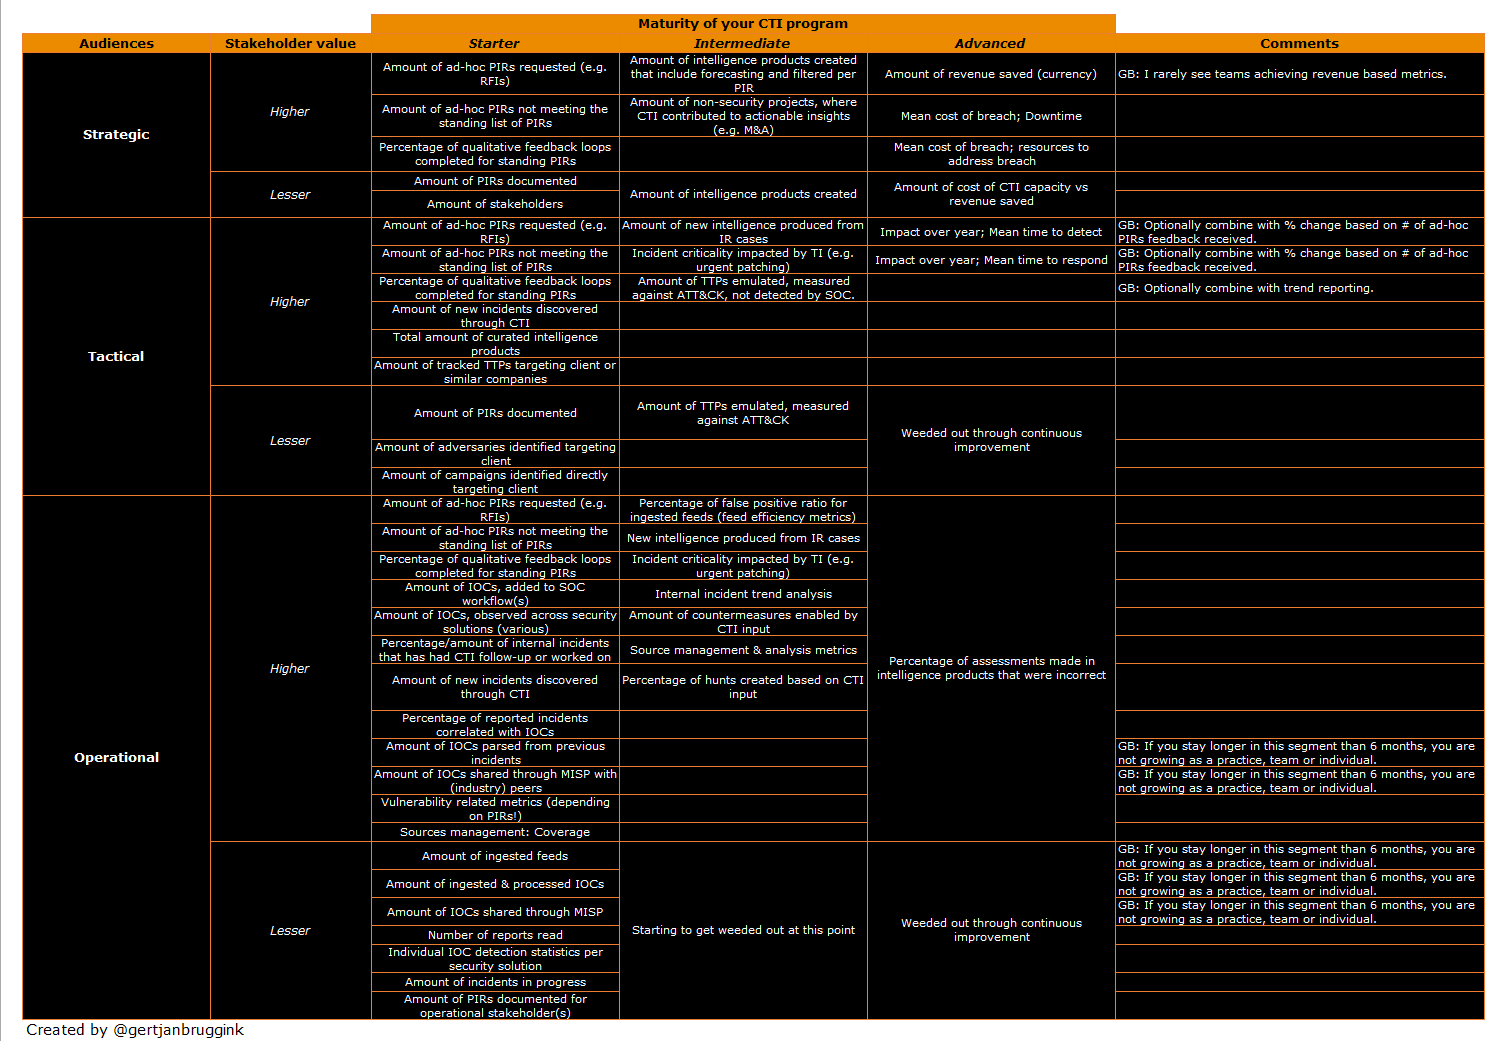 Maturity of your CTI program
Audiences
Stakeholder value
Starter
Intermediate
Advanced
Comments
Strategic
Higher
Amount of ad-hoc PIRs requested (e.g.
RFIs)
Amount of intelligence products created
that include forecasting and filtered per
PIR
Amount of revenue saved (currency)
GB: I rarely see teams achieving revenue based metrics.
Amount of ad-hoc PIRs not meeting the
standing list of PIRs
Amount of non-security projects, where
CTI contributed to actionable insights
(e.g. M&A)
Mean cost of breach; Downtime
Percentage of qualitative feedback loops
completed for standing PIRs
Mean cost of breach; resources to
address breach
Lesser
Amount of PIRs documented
Amount of stakeholders
Amount of intelligence products created
Amount of cost of CTI capacity vs
revenue saved
Tactical
Higher
Amount of ad-hoc PIRs requested (e.g.
RFIs)
Amount of new intelligence produced from
IR cases
Impact over year; Mean time to detect
GB: Optionally combine with % change based on # of ad-hoc
PIRs feedback received.
Amount of ad-hoc PIRs not meeting the
standing list of PIRs
Incident criticality impacted by TI (e.g.
urgent patching)
Impact over year; Mean time to respond
GB: Optionally combine with % change based on # of ad-hoc
PIRs feedback received.
Percentage of qualitative feedback loops
completed for standing PIRs
Amount of TTPs emulated, measured
against ATT&CK, not detected by SOC.
GB: Optionally combine with trend reporting.
Amount of new incidents discovered
through CTI
Total amount of curated intelligence
products
Amount of tracked TTPs targeting client or
similar companies
Lesser
Amount of PIRs documented
Amount of TTPs emulated, measured
against ATT&CK
Weeded out through continuous
improvement
Amount of adversaries identified targeting
client
Amount of campaigns identified directly
targeting client
Operational
Higher
Amount of ad-hoc PIRs requested (e.g.
RFIs)
Percentage of false positive ratio for
ingested feeds (feed efficiency metrics)
Amount of ad-hoc PIRs not meeting the
standing list of PIRs
New intelligence produced from IR cases
Percentage of qualitative feedback loops
completed for standing PIRs
Incident criticality impacted by TI (e.g.
urgent patching)
Amount of IOCs, added to SOC
workflow(s)
Internal incident trend analysis
Amount of IOCs, observed across security
solutions (various)
Amount of countermeasures enabled by
CTI input
Percentage/amount of internal incidents
that has had CTI follow-up or worked on
Source management & analysis metrics
Percentage of assessments made in
intelligence products that were incorrect
Amount of new incidents discovered
through CTI
Percentage of hunts created based on CTI
input
Percentage of reported incidents
correlated with IOCs
Amount of IOCs parsed from previous
incidents
GB: If you stay longer in this segment than 6 months, you are
not growing as a practice, team or individual.
Amount of IOCs shared through MISP with
(industry) peers
GB: If you stay longer in this segment than 6 months, you are
not growing as a practice, team or individual.
Vulnerability related metrics (depending
on PIRs!)
Sources management: Coverage
Lesser
Amount of ingested feeds
GB: If you stay longer in this segment than 6 months, you are
not growing as a practice, team or individual.
Amount of ingested & processed IOCs
GB: If you stay longer in this segment than 6 months, you are
not growing as a practice, team or individual.
Amount of IOCs shared through MISP
GB: If you stay longer in this segment than 6 months, you are
not growing as a practice, team or individual.
Number of reports read
Starting to get weeded out at this point
Weeded out through continuous
improvement
Individual IOC detection statistics per
security solution
Amount of incidents in progress
Amount of PIRs documented for
operational stakeholder(s)
Created by @gertjanbruggink